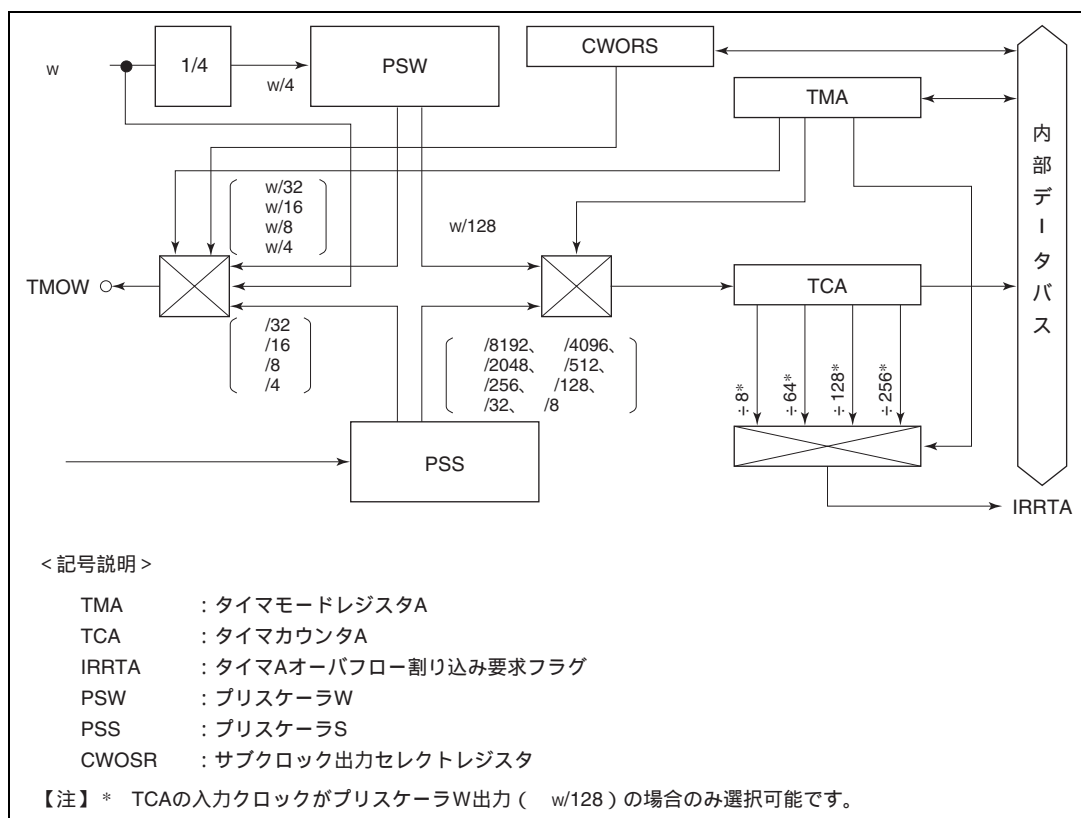 w
1/4
w/4
PSW
CWORS
TMA
内部データバス
w/32
w/16
w/8
w/4
w/128
TMOW
TCA
/32
/16
/8
/4
/8192、 /4096、
/2048、 /512、
/256、 /128、
/32、 /8
÷8*
÷64*
÷128*
÷256*
PSS
IRRTA
<記号説明>
TMA :タイマモードレジスタA
TCA :タイマカウンタA
IRRTA :タイマAオーバフロー割り込み要求フラグ
PSW :プリスケーラW
PSS :プリスケーラS
CWOSR :サブクロック出力セレクトレジスタ
【注】* TCAの入力クロックがプリスケーラW出力( w/128)の場合のみ選択可能です。